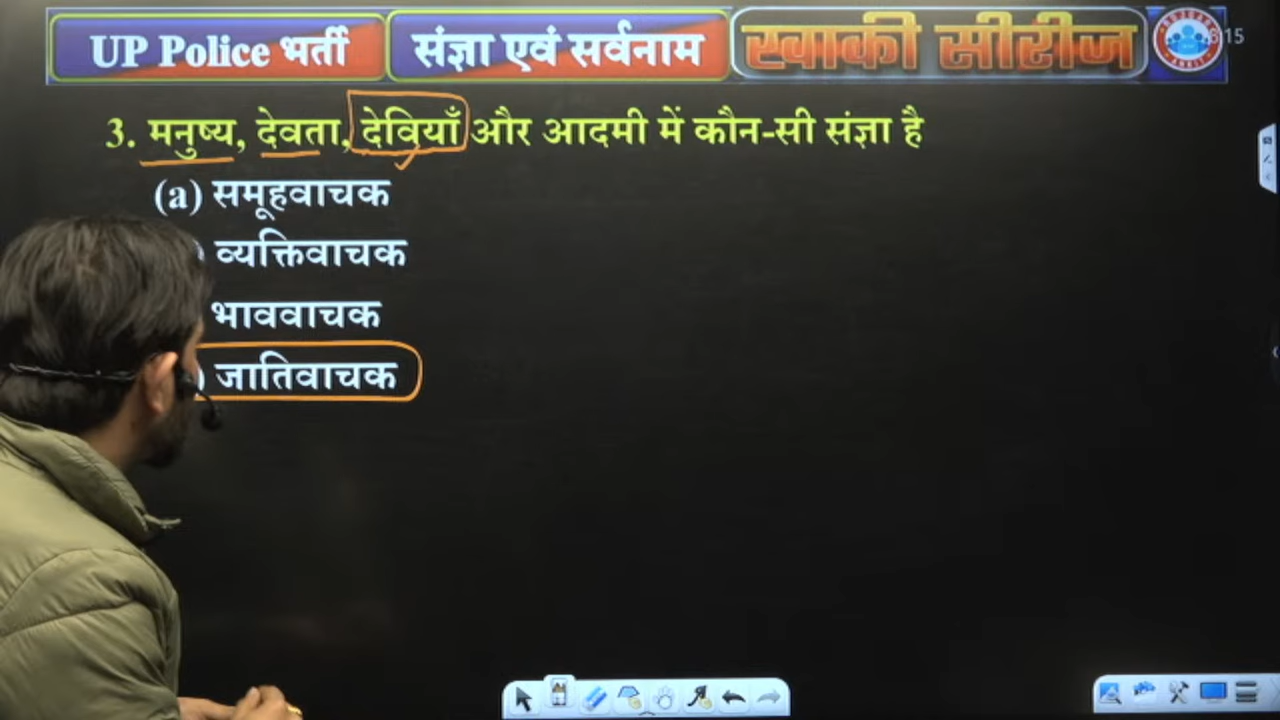 UP Police भर्ती
संज्ञा एवं सर्वनाम
खाकी सीरीज
3. मनुष्य, देवता, देवियाँ और आदमी में कौन-सी संज्ञा है
(a) समूहवाचक
) व्यक्तिवाचक
भाववाचक
) जातिवाचक